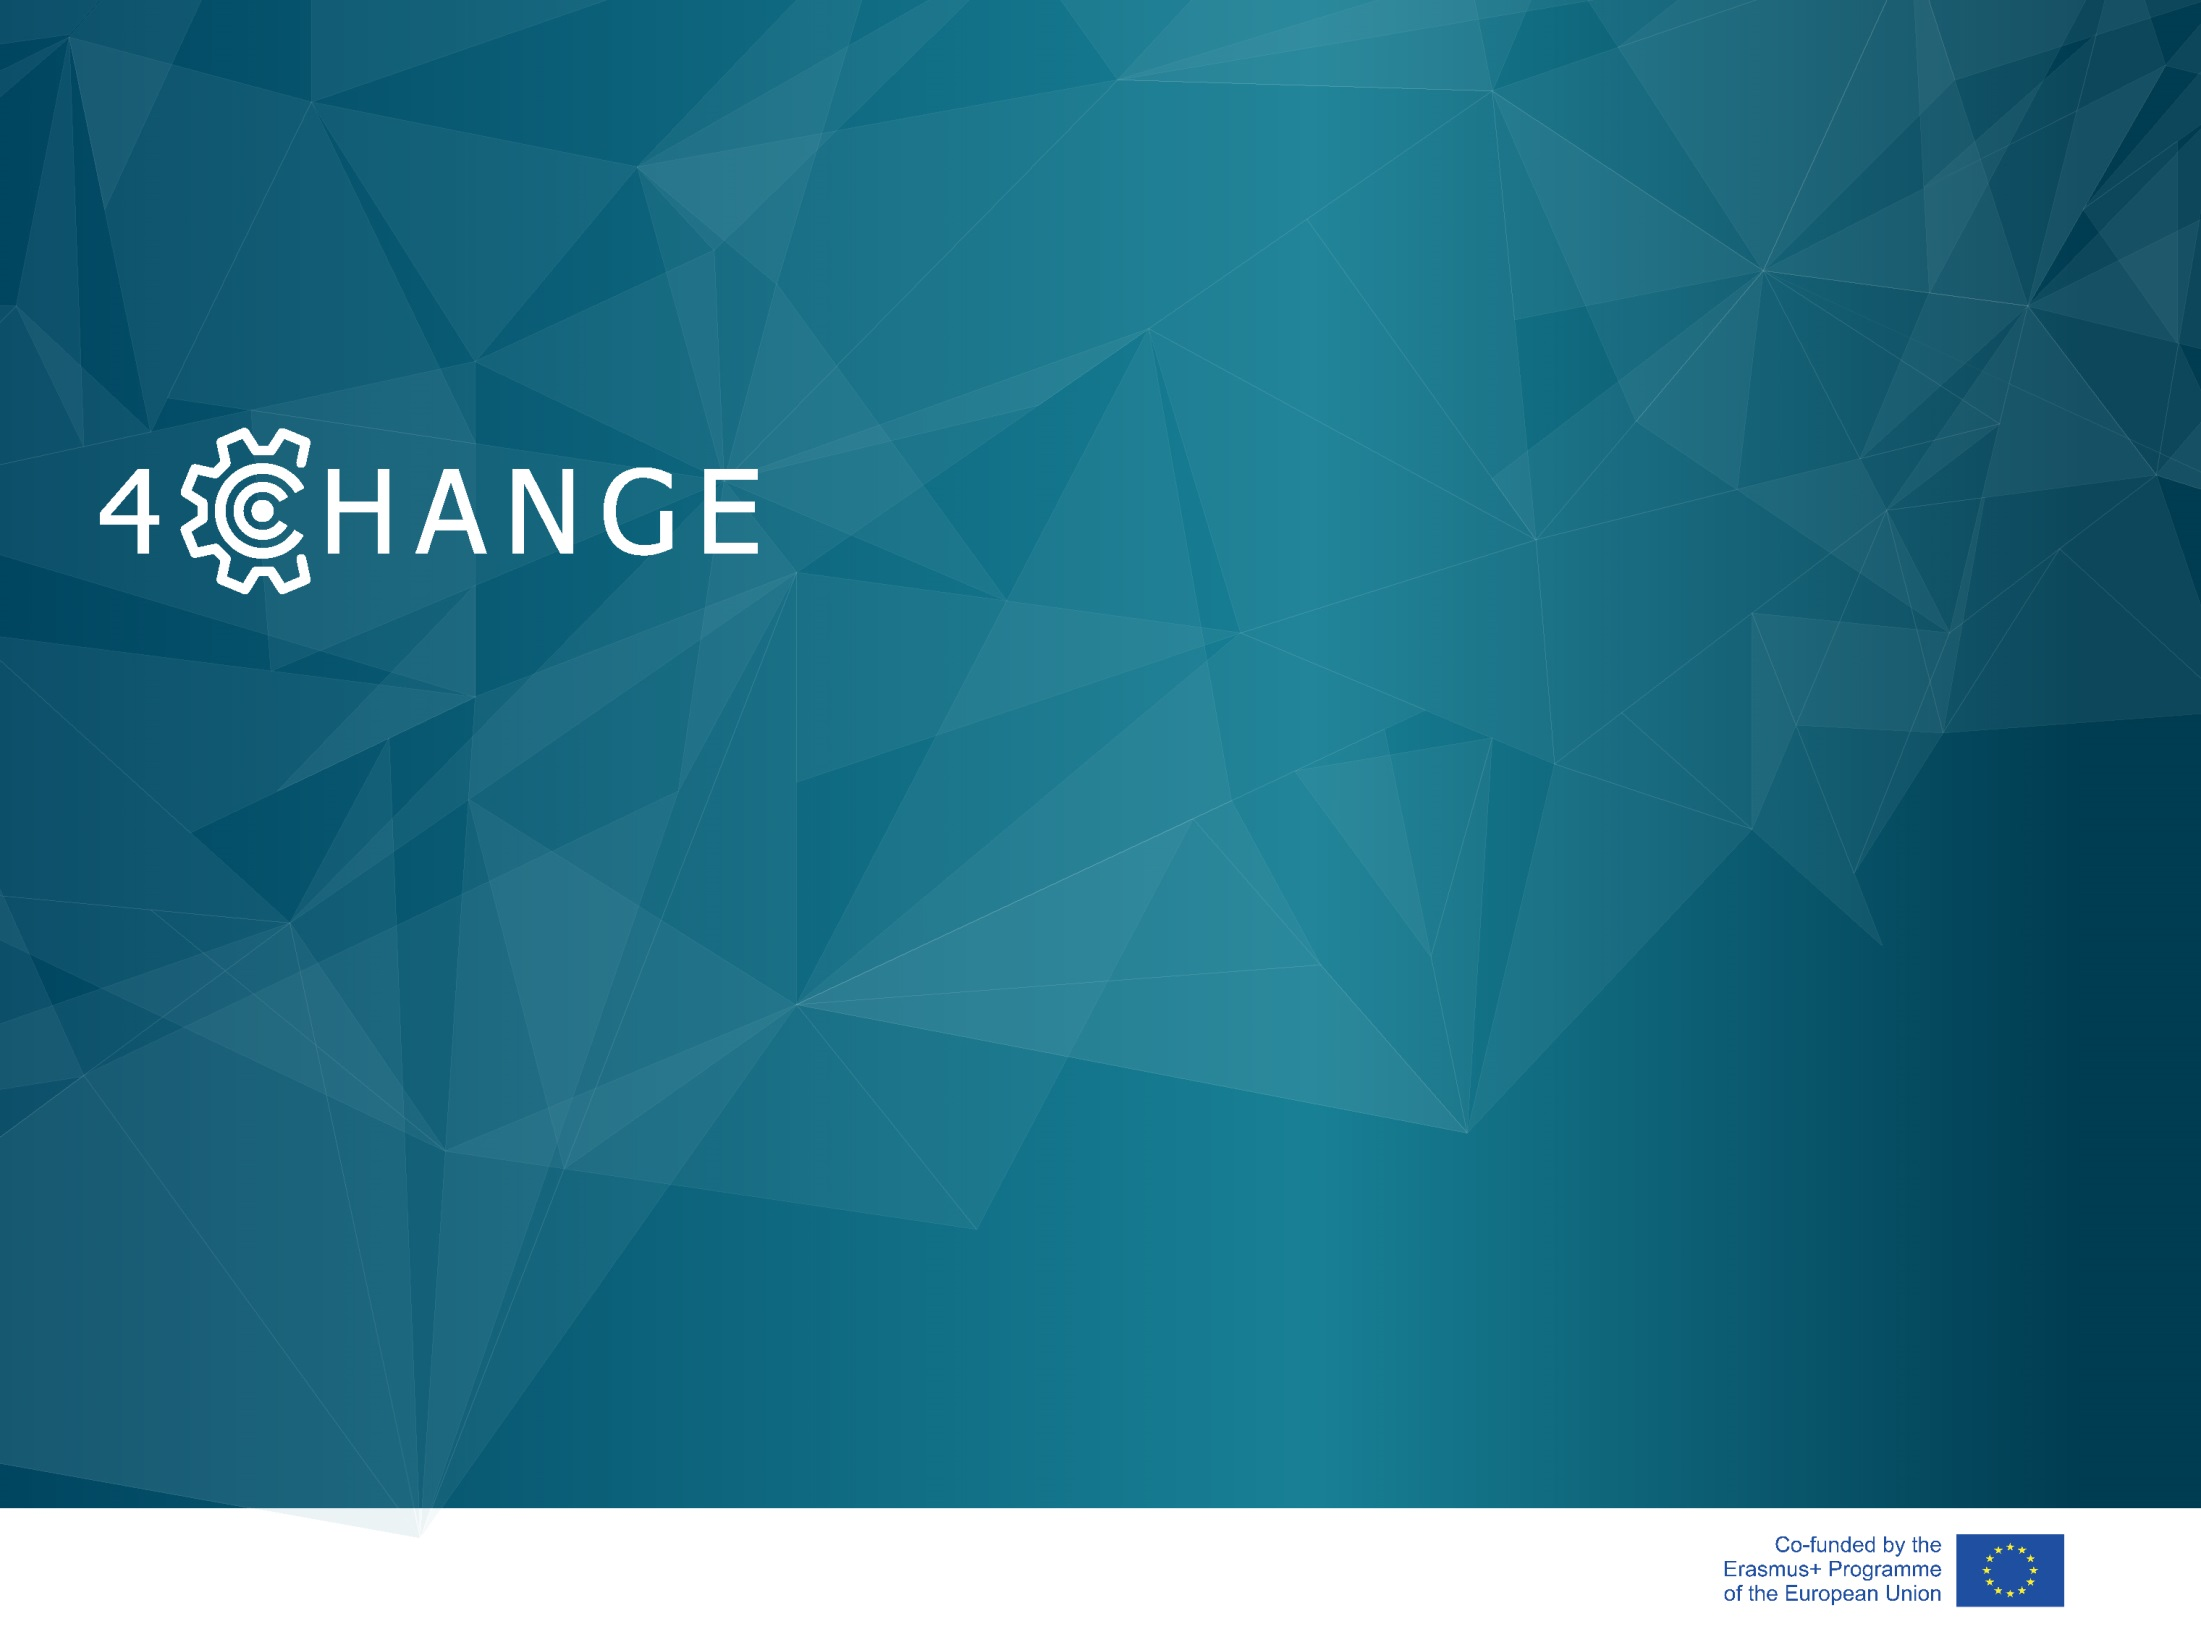 4CHANGE
Co-funded by the
Erasmus+ Programme
of the European Union